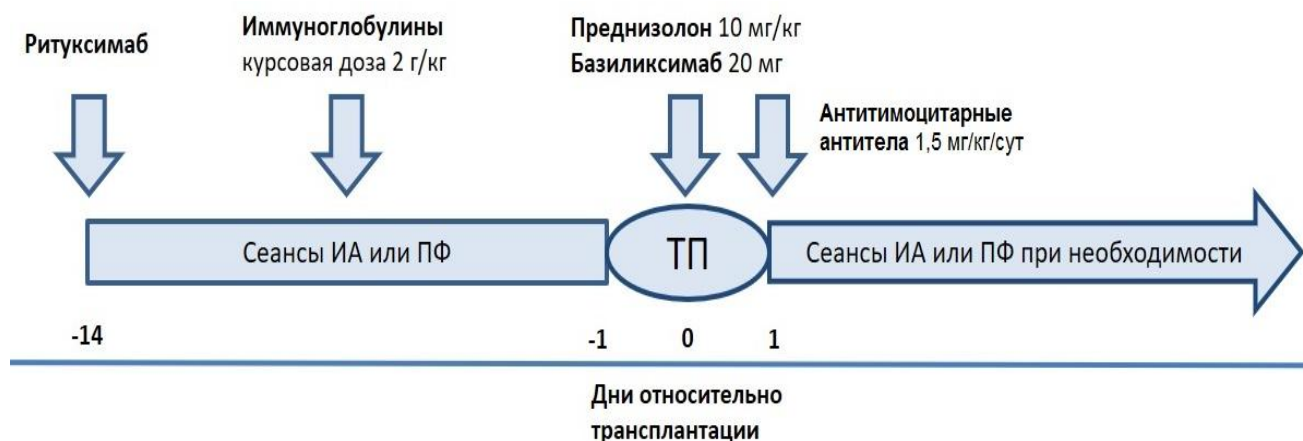 Ритуксимаб
Иммуноглобулины
курсовая доза 2 г/кг
Преднизолон 10 мг/кг
Базиликсимаб 20 мг
Антитимоцитарные
антитела 1,5 мг/кг/сут
Сеансы ИА или ПФ
ТП
Сеансы ИА или ПФ при необходимости
-14
-1
0
1
Дни относительно
трансплантации